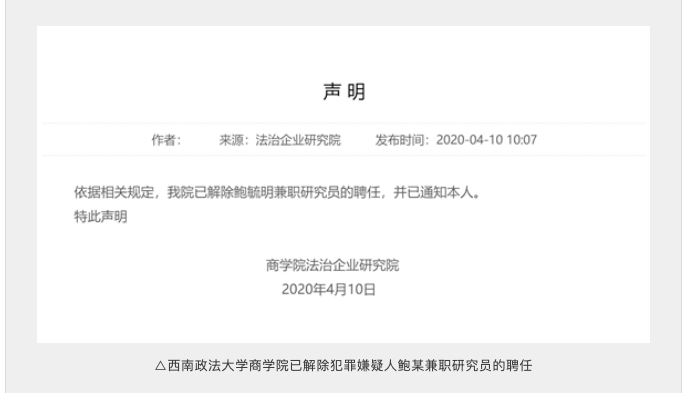 声 明
作者： 来源：法治企业研究院 发布时间：2020-04-10 10:07
依据相关规定，我院已解除鲍毓明兼职研究员的聘任，并已通知本人。
特此声明
商学院法治企业研究院
2020年4月10日
△西南政法大学商学院已解除犯罪嫌疑人鲍某兼职研究员的聘任